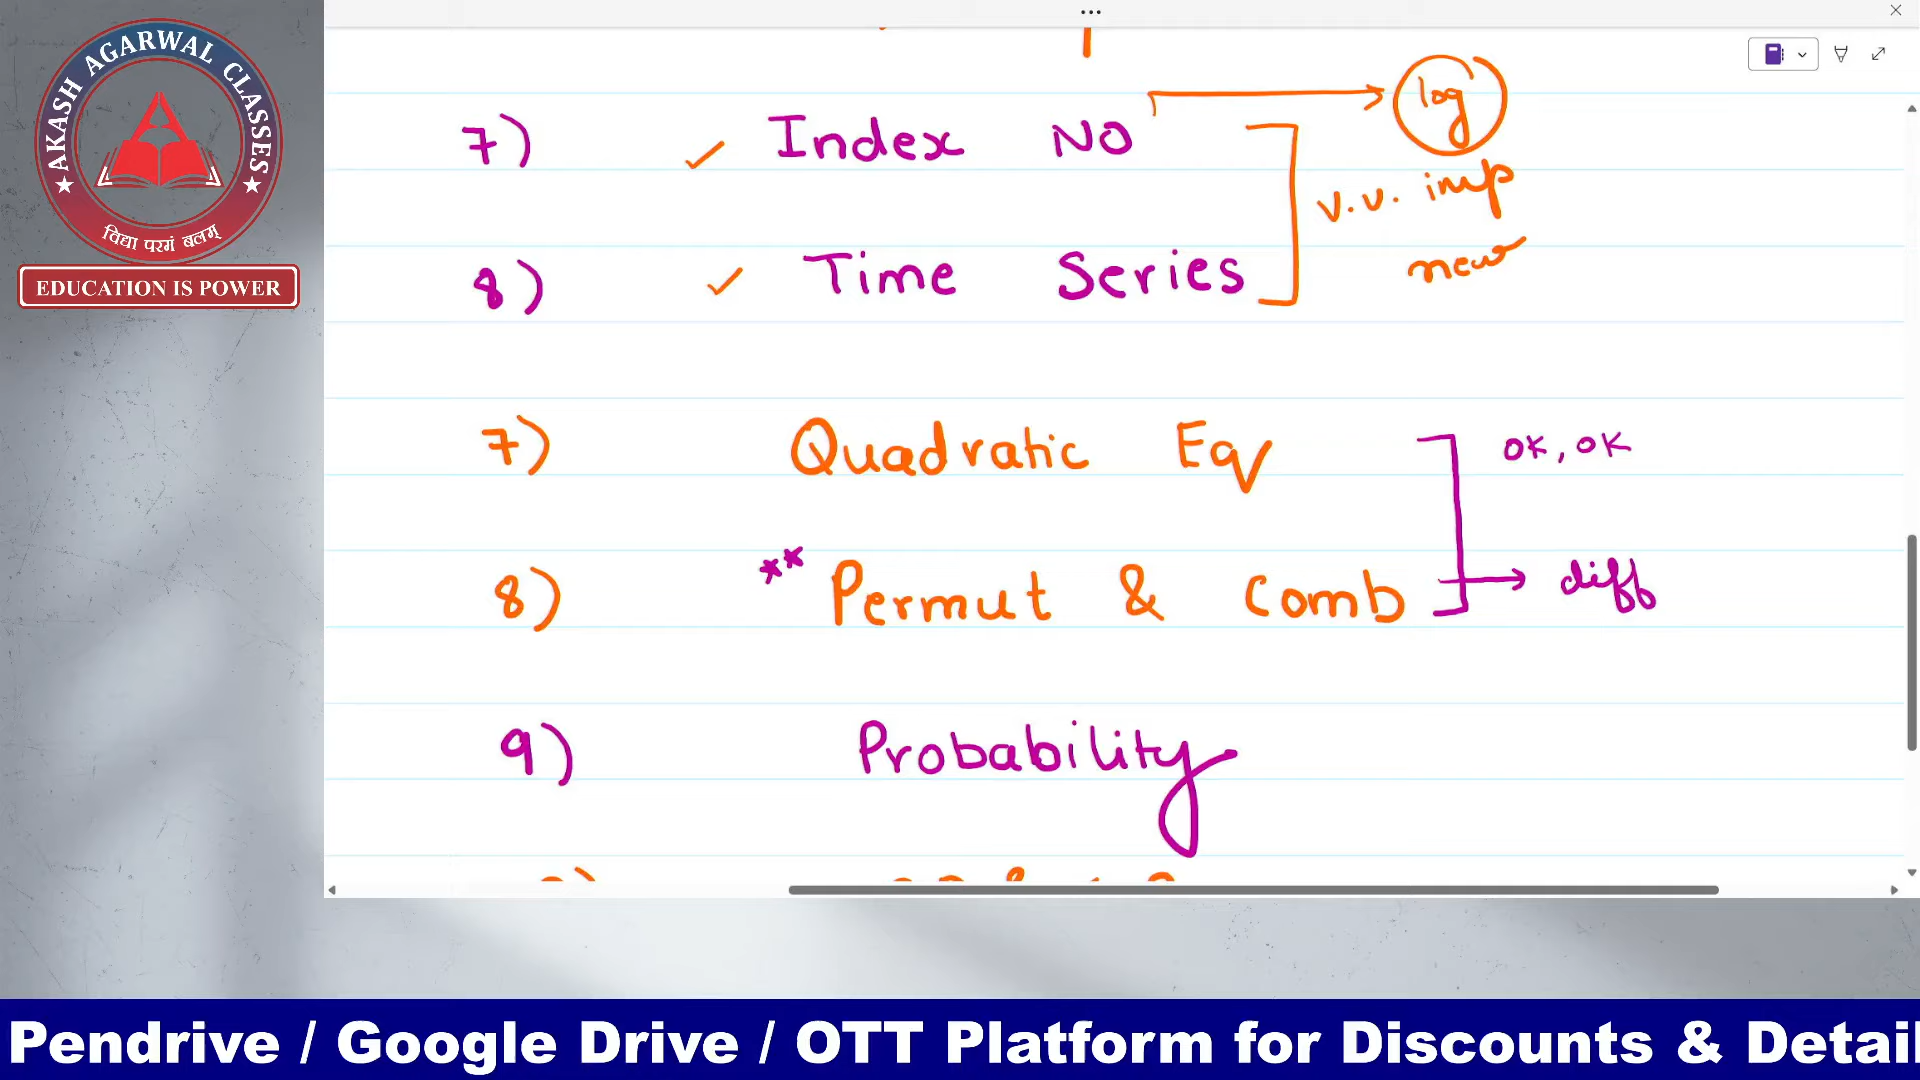 AKASH AGARWAL CLASSES
विद्या परमं बलम्
EDUCATION IS POWER
log
7) ✓ Index NO
v.v. imp
new
8) ✓ Time Series
7) Quadratic Eq
OK, OK
8) ** Permut & Comb → diff
9) Probability
Pendrive / Google Drive / OTT Platform for Discounts & Detail